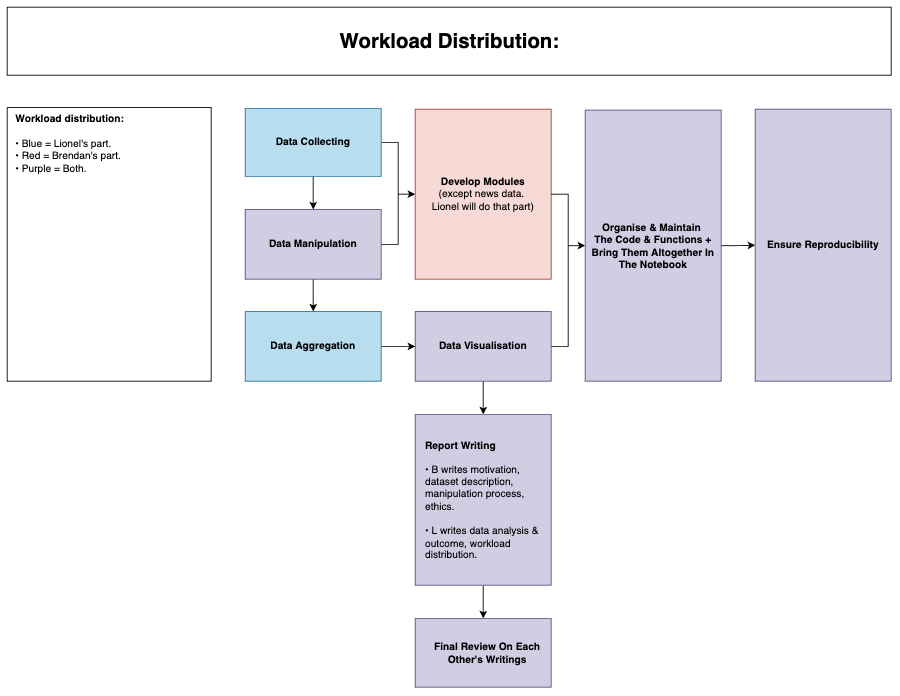 Workload Distribution:
Workload distribution:
• Blue = Lionel's part.
• Red = Brendan's part.
• Purple = Both.
Data Collecting
Data Manipulation
Data Aggregation
Develop Modules
(except news data.
Lionel will do that part)
Data Visualisation
Organise & Maintain
The Code & Functions +
Bring Them Altogether In
The Notebook
Ensure Reproducibility
Report Writing
• B writes motivation,
dataset description,
manipulation process,
ethics.
• L writes data analysis &
outcome, workload
distribution.
Final Review On Each
Other's Writings